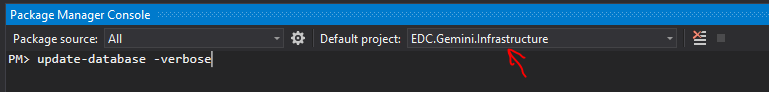 Package Manager Console
Package source: All Default project: EDC.Gemini.Infrastructure
PM> update-database -verbose